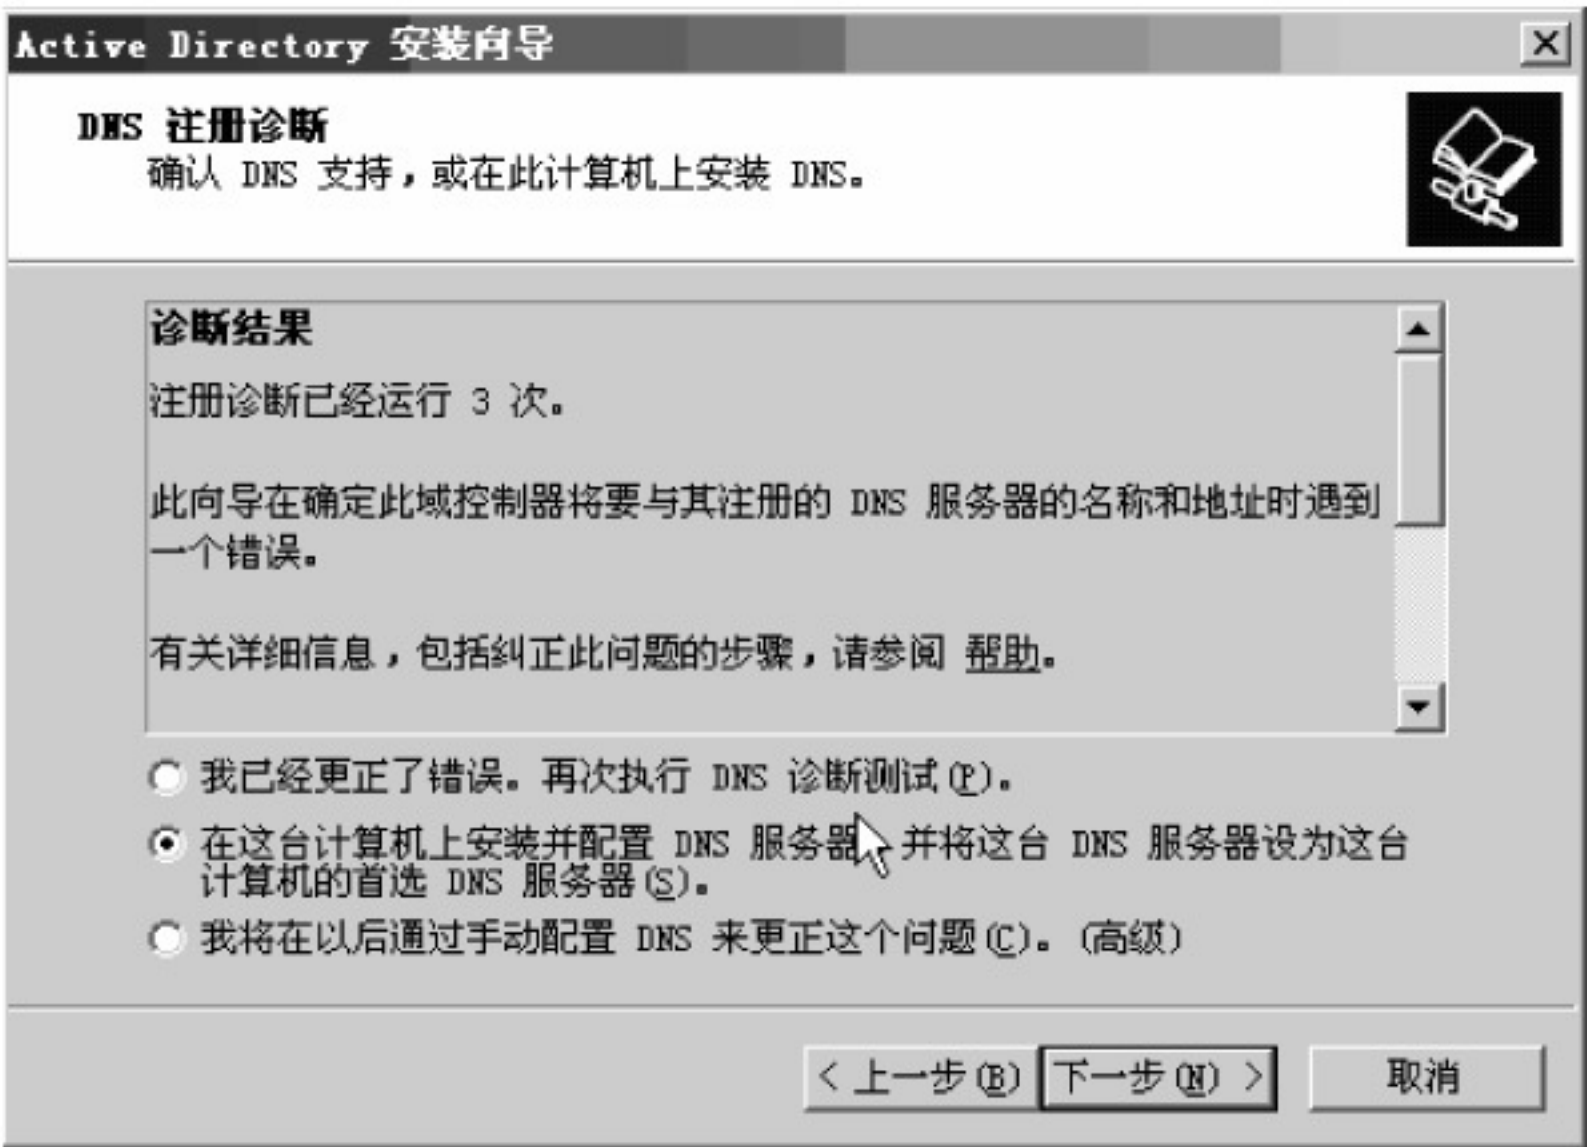 Active Directory 安装向导
DNS 注册诊断
确认 DNS 支持，或在此计算机上安装 DNS。
诊断结果
注册诊断已经运行 3 次。
此向导在确定此域控制器将要与其注册的 DNS 服务器的名称和地址时遇到
一个错误。
有关详细信息，包括纠正此问题的步骤，请参阅 帮助。
我已经更正了错误。再次执行 DNS 诊断测试(P)。
在这台计算机上安装并配置 DNS 服务器 并将这台 DNS 服务器设为这台
计算机的首选 DNS 服务器(S)。
我将在以后通过手动配置 DNS 来更正这个问题(C)。(高级)
< 上一步(B) 下一步(N) > 取消